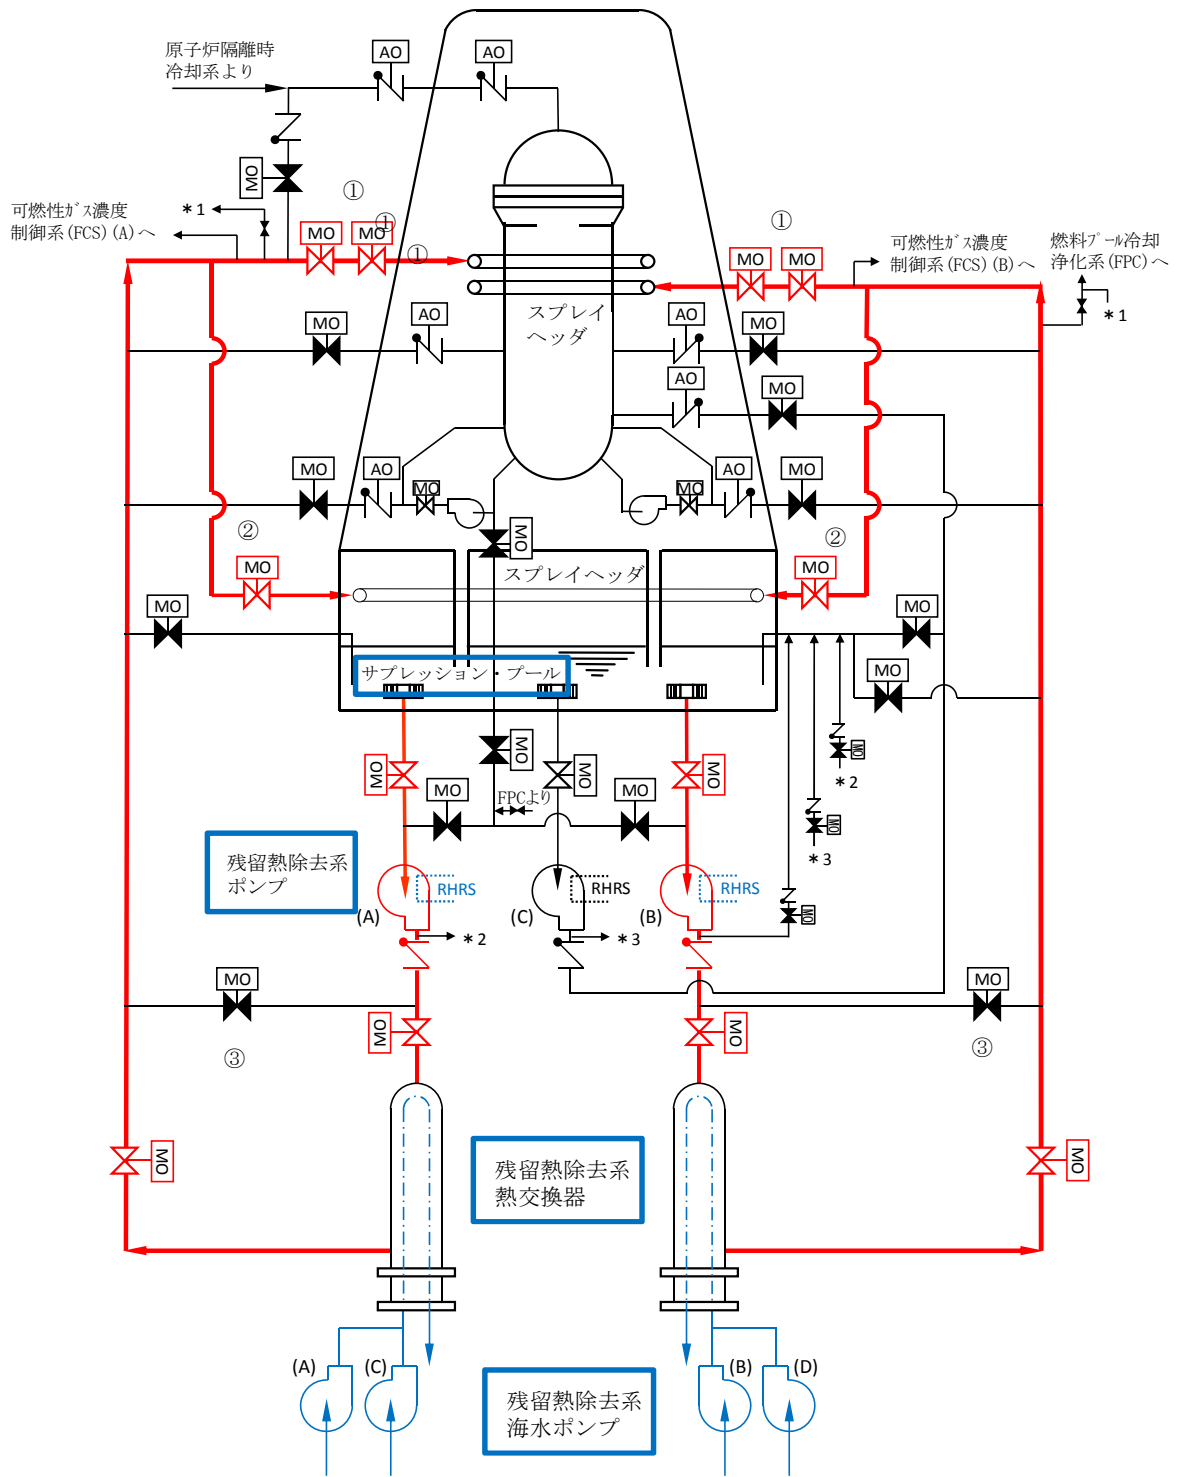 AO
AO
原子炉隔離時
冷却系より
MO
①
①
①
①
可燃性ｶﾞｽ濃度
制御系(FCS)(A)へ
＊1
MO
MO
MO
MO
可燃性ｶﾞｽ濃度
制御系(FCS)(B)へ
燃料ﾌﾟｰﾙ冷却
浄化系(FPC)へ
＊1
スプレイ
ヘッダ
MO
AO
AO
MO
AO
MO
MO
AO
MO
MO
AO
MO
②
②
MO
MO
スプレイヘッダ
MO
MO
MO
MO
サプレッション・プール
MO
MO
MO
MO
MO
MO
MO
MO
MO
MO
＊2
＊3
FPCより
残留熱除去系
ポンプ
RHRS
RHRS
RHRS
(A)
(C)
(B)
＊2
＊3
MO
MO
MO
MO
③
③
残留熱除去系
熱交換器
MO
MO
(A)
(C)
(B)
(D)
残留熱除去系
海水ポンプ